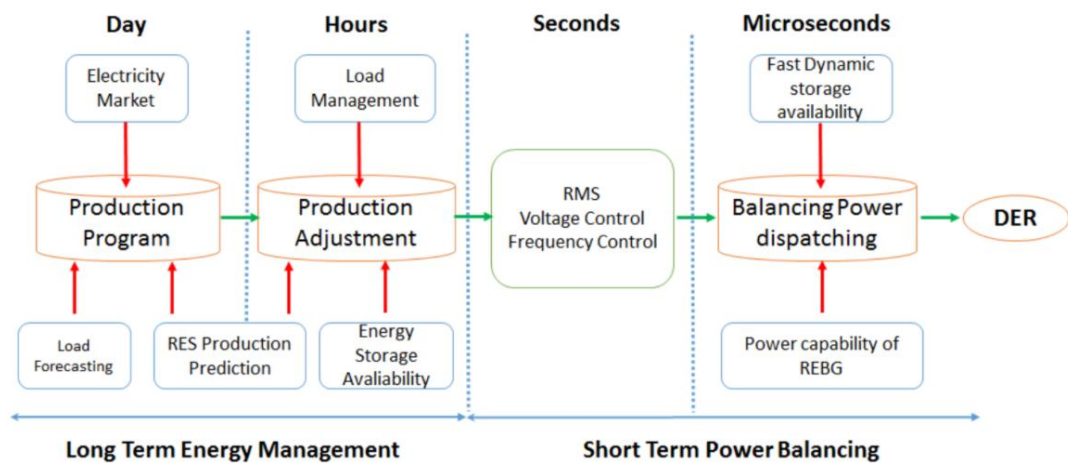 Day
Hours
Seconds
Microseconds
Electricity
Market
Load
Management
Fast Dynamic
storage
availability
Production
Program
Production
Adjustment
RMS
Voltage Control
Frequency Control
Balancing Power
dispatching
DER
Load
Forecasting
RES Production
Prediction
Energy
Storage
Avaliability
Power capability of
REBG
Long Term Energy Management
Short Term Power Balancing